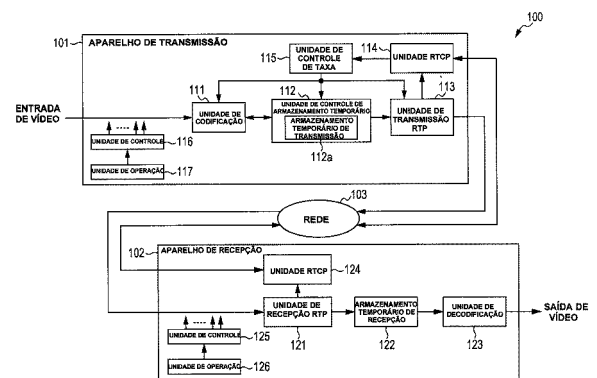 100
101
APARELHO DE TRANSMISSÃO
115
UNIDADE DE
CONTROLE
DE TAXA
114
UNIDADE RTCP
ENTRADA
DE VÍDEO
111
UNIDADE DE
CODIFICAÇÃO
112
UNIDADE DE CONTROLE DE
ARMAZENAMENTO TEMPORÁRIO
ARMAZENAMENTO
TEMPORÁRIO DE
TRANSMISSÃO
112a
113
UNIDADE DE
TRANSMISSÃO
RTP
UNIDADE DE CONTROLE
116
UNIDADE DE OPERAÇÃO
117
103
REDE
102
APARELHO DE RECEPÇÃO
UNIDADE RTCP
124
UNIDADE DE
RECEPÇÃO RTP
121
ARMAZENAMENTO
TEMPORÁRIO DE
RECEPÇÃO
122
UNIDADE DE
DECODIFICAÇÃO
123
SAÍDA DE
VÍDEO
UNIDADE DE CONTROLE
125
UNIDADE DE OPERAÇÃO
126